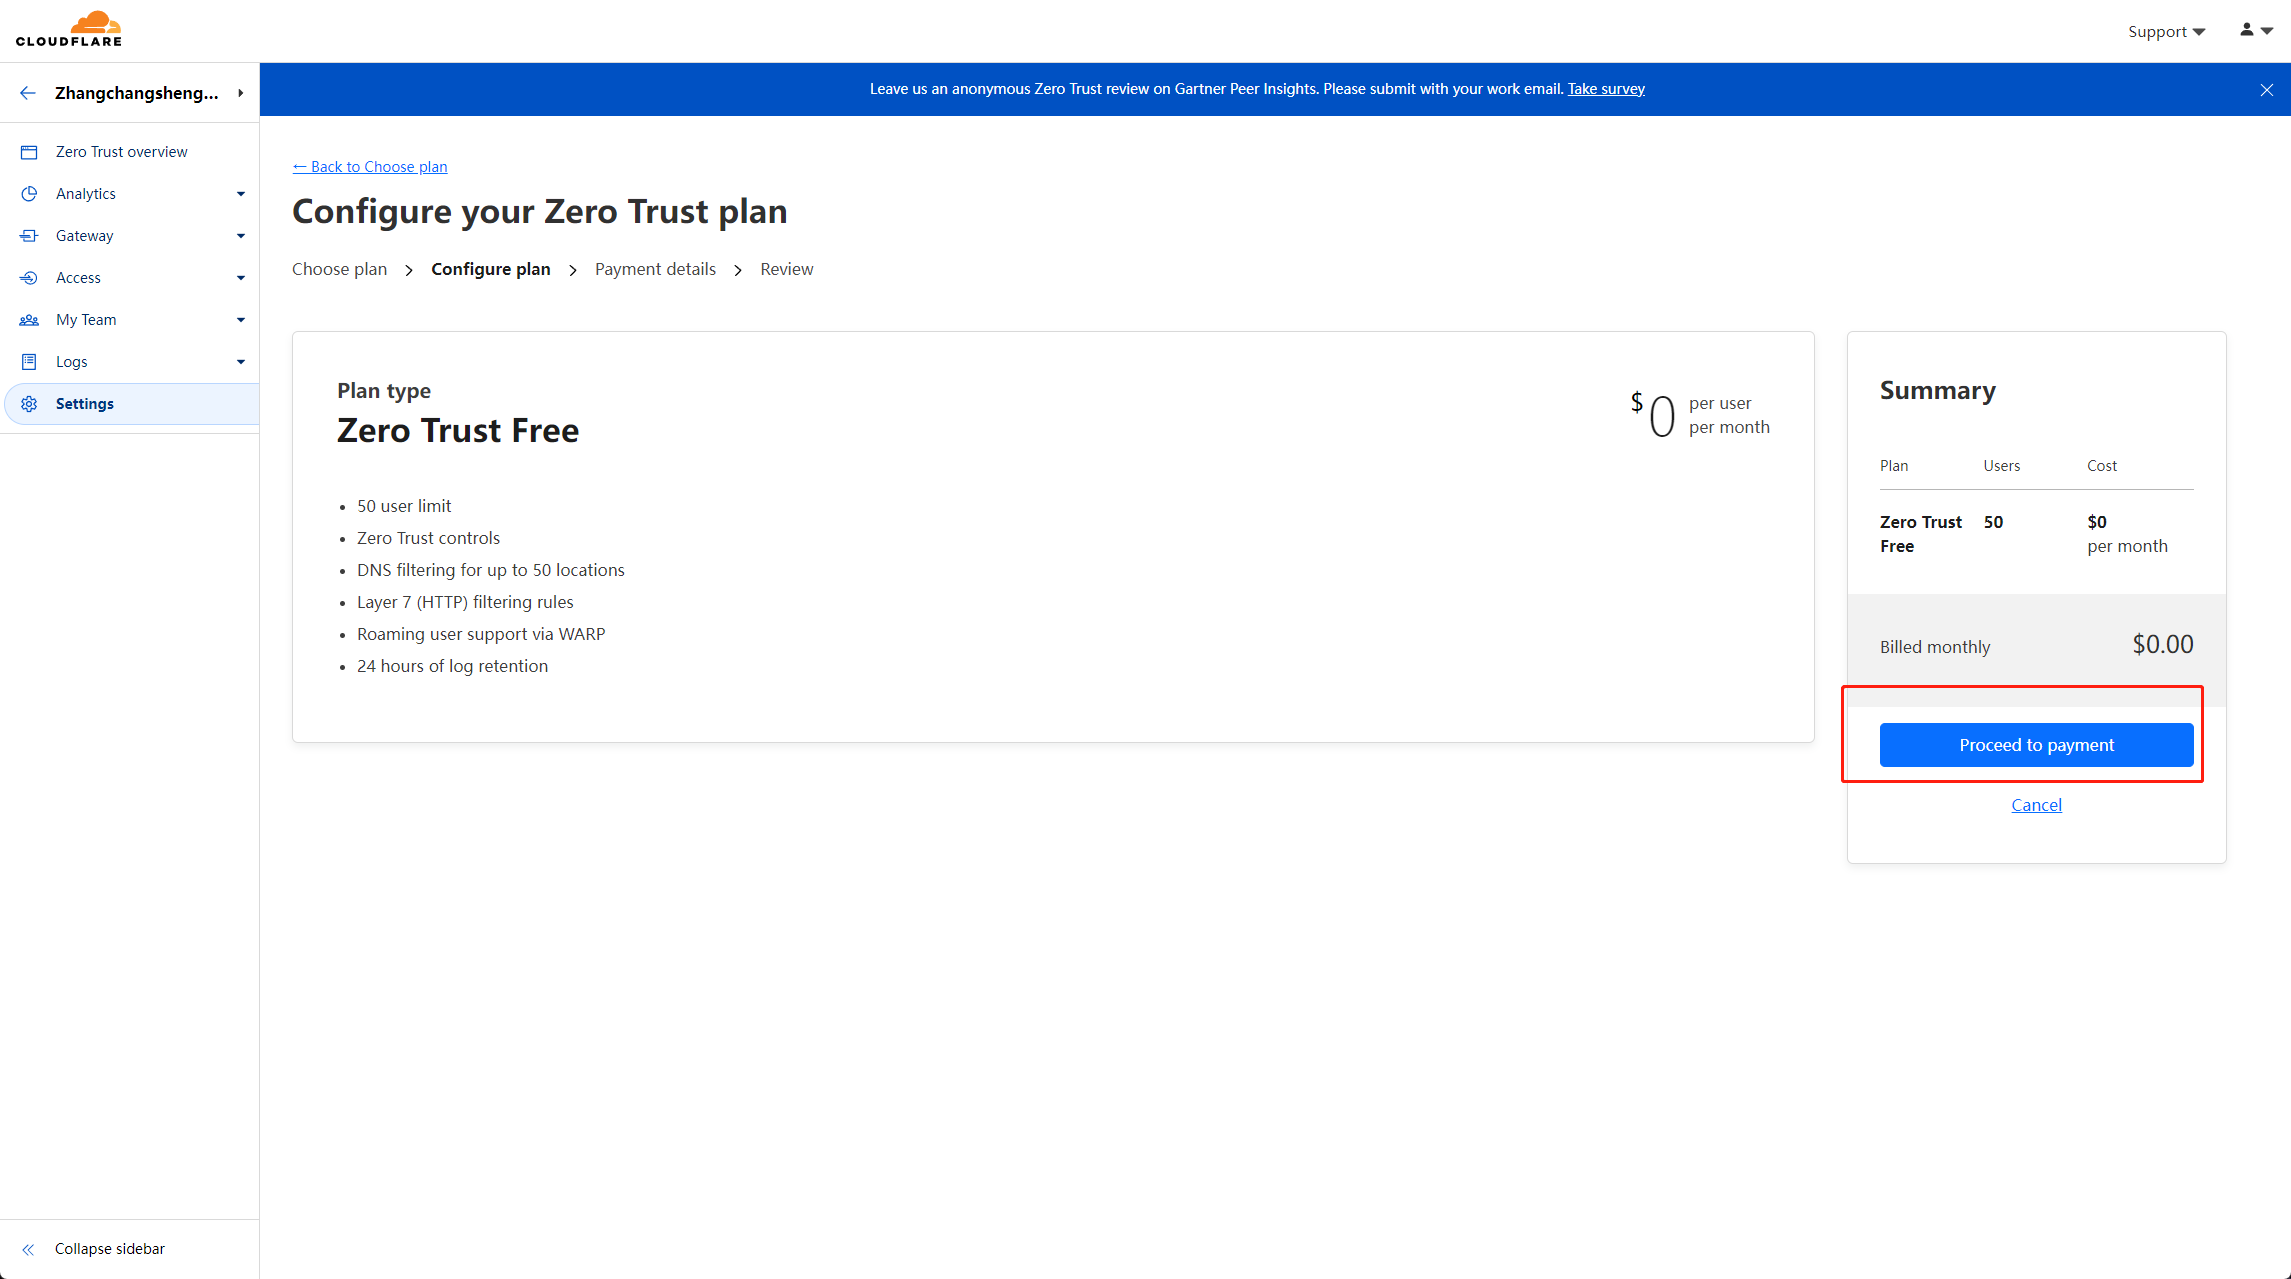 CLOUDFLARE
Support
Zhangchangsheng...
Leave us an anonymous Zero Trust review on Gartner Peer Insights. Please submit with your work email. Take survey
Zero Trust overview
Analytics
Gateway
Access
My Team
Logs
Settings
← Back to Choose plan
Configure your Zero Trust plan
Choose plan > Configure plan > Payment details > Review
Plan type
Zero Trust Free
$0 per user
per month
50 user limit
Zero Trust controls
DNS filtering for up to 50 locations
Layer 7 (HTTP) filtering rules
Roaming user support via WARP
24 hours of log retention
Summary
Plan Users Cost
Zero Trust 50 $0
Free per month
Billed monthly $0.00
Proceed to payment
Cancel
Collapse sidebar